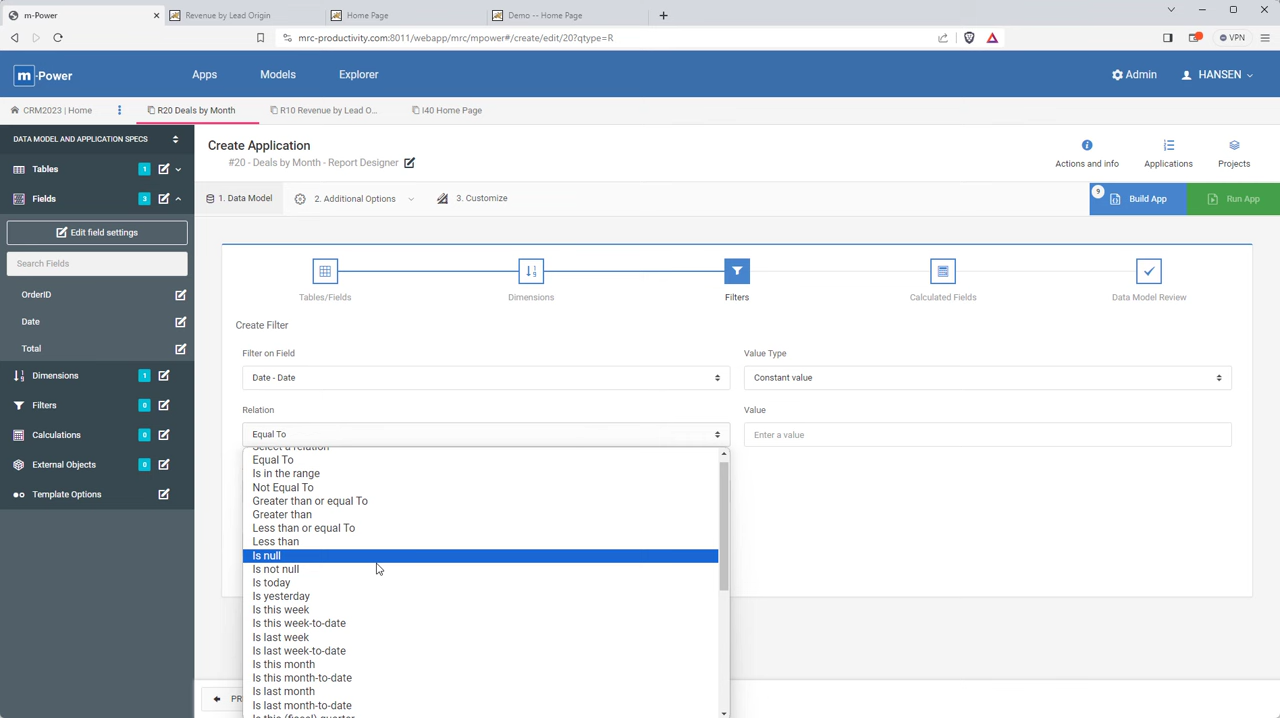 m-Power
Revenue by Lead Origin
Home Page
Demo -- Home Page
mrc-productivity.com:8011/webapp/mrc/mpower#/create/edit/20?qtype=R
VPN
m-Power
Apps
Models
Explorer
Admin
HANSEN
CRM2023 | Home
R20 Deals by Month
R10 Revenue by Lead O...
I40 Home Page
DATA MODEL AND APPLICATION SPECS
Tables
1
Fields
3
Edit field settings
Search Fields
OrderID
Date
Total
Dimensions
1
Filters
0
Calculations
0
External Objects
0
Template Options
Create Application
#20 - Deals by Month - Report Designer
Actions and info
Applications
Projects
1. Data Model
2. Additional Options
3. Customize
9
Build App
Run App
Tables/Fields
Dimensions
Filters
Calculated Fields
Data Model Review
Create Filter
Filter on Field
Date - Date
Value Type
Constant value
Relation
Equal To
Value
Enter a value
Select a relation
Equal To
Is in the range
Not Equal To
Greater than or equal To
Greater than
Less than or equal To
Less than
Is null
Is not null
Is today
Is yesterday
Is this week
Is this week-to-date
Is last week
Is last week-to-date
Is this month
Is this month-to-date
Is last month
Is last month-to-date
Is this (fiscal) quarter
PR